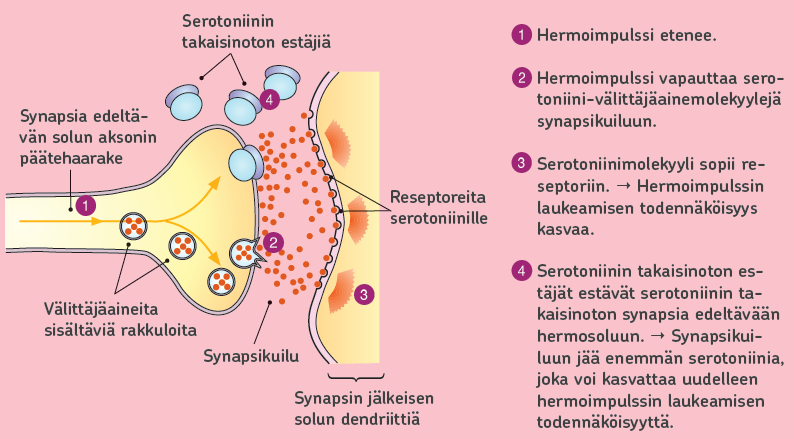 Serotoniinin
takaisinoton estäjiä
4
Synapsia edeltä-
vän solun aksonin
päätehaarake
1
2
Reseptoreita
serotoniinille
3
Välittäjäaineita
sisältäviä rakkuloita
Synapsikuilu
Synapsin jälkeisen
solun dendriittiä
1 Hermoimpulssi etenee.
2 Hermoimpulssi vapauttaa sero-
toniini-välittäjäainemolekyylejä
synapsikuiluun.
3 Serotoniinimolekyyli sopii re-
septoriin. → Hermoimpulssin
laukeamisen todennäköisyys
kasvaa.
4 Serotoniinin takaisinoton es-
täjät estävät serotoniinin ta-
kaisinoton synapsia edeltävään
hermosoluun. → Synapsikui-
luun jää enemmän serotoniinia,
joka voi kasvattaa uudelleen
hermoimpulssin laukeamisen
todennäköisyyttä.